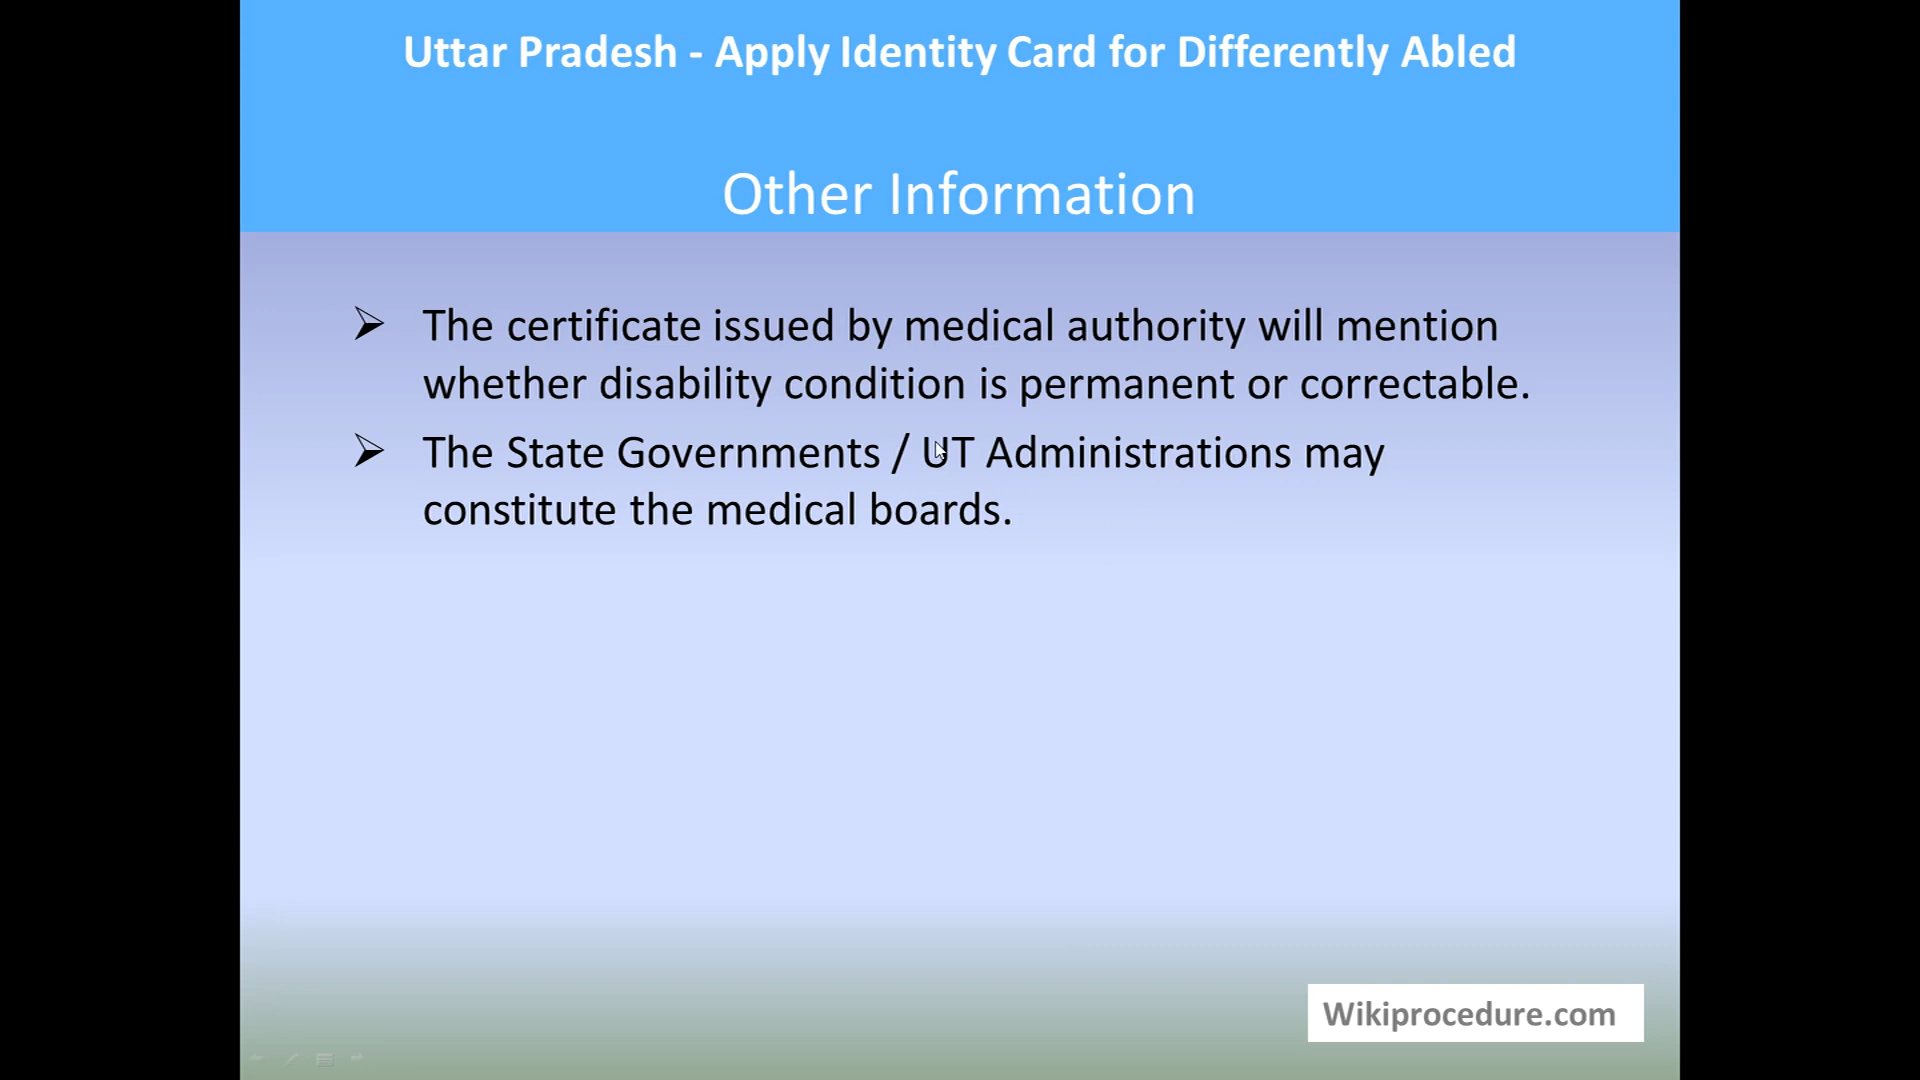 Uttar Pradesh - Apply Identity Card for Differently Abled
Other Information
The certificate issued by medical authority will mention
whether disability condition is permanent or correctable.
The State Governments / UT Administrations may
constitute the medical boards.
Wikiprocedure.com